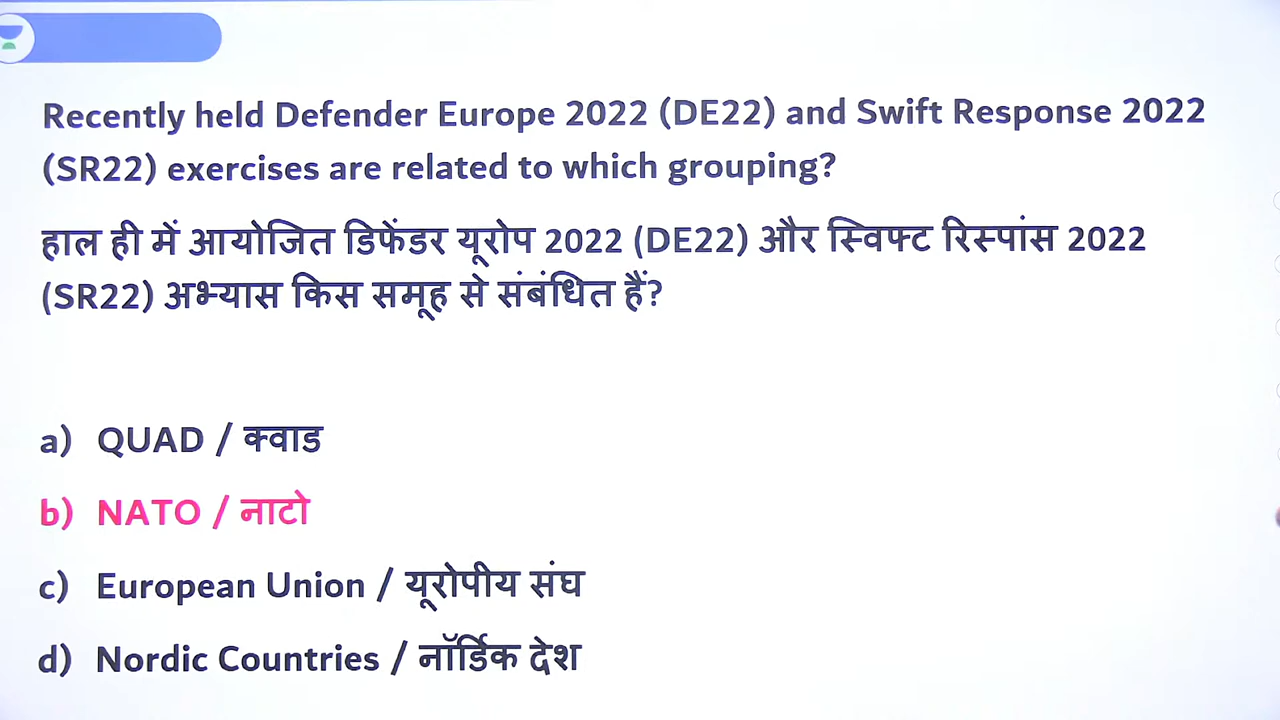 Recently held Defender Europe 2022 (DE22) and Swift Response 2022
(SR22) exercises are related to which grouping?
हाल ही में आयोजित डिफेंडर यूरोप 2022 (DE22) और स्विफ्ट रिस्पांस 2022
(SR22) अभ्यास किस समूह से संबंधित हैं?
a) QUAD / क्वाड
b) NATO / नाटो
c) European Union / यूरोपीय संघ
d) Nordic Countries / नॉर्डिक देश